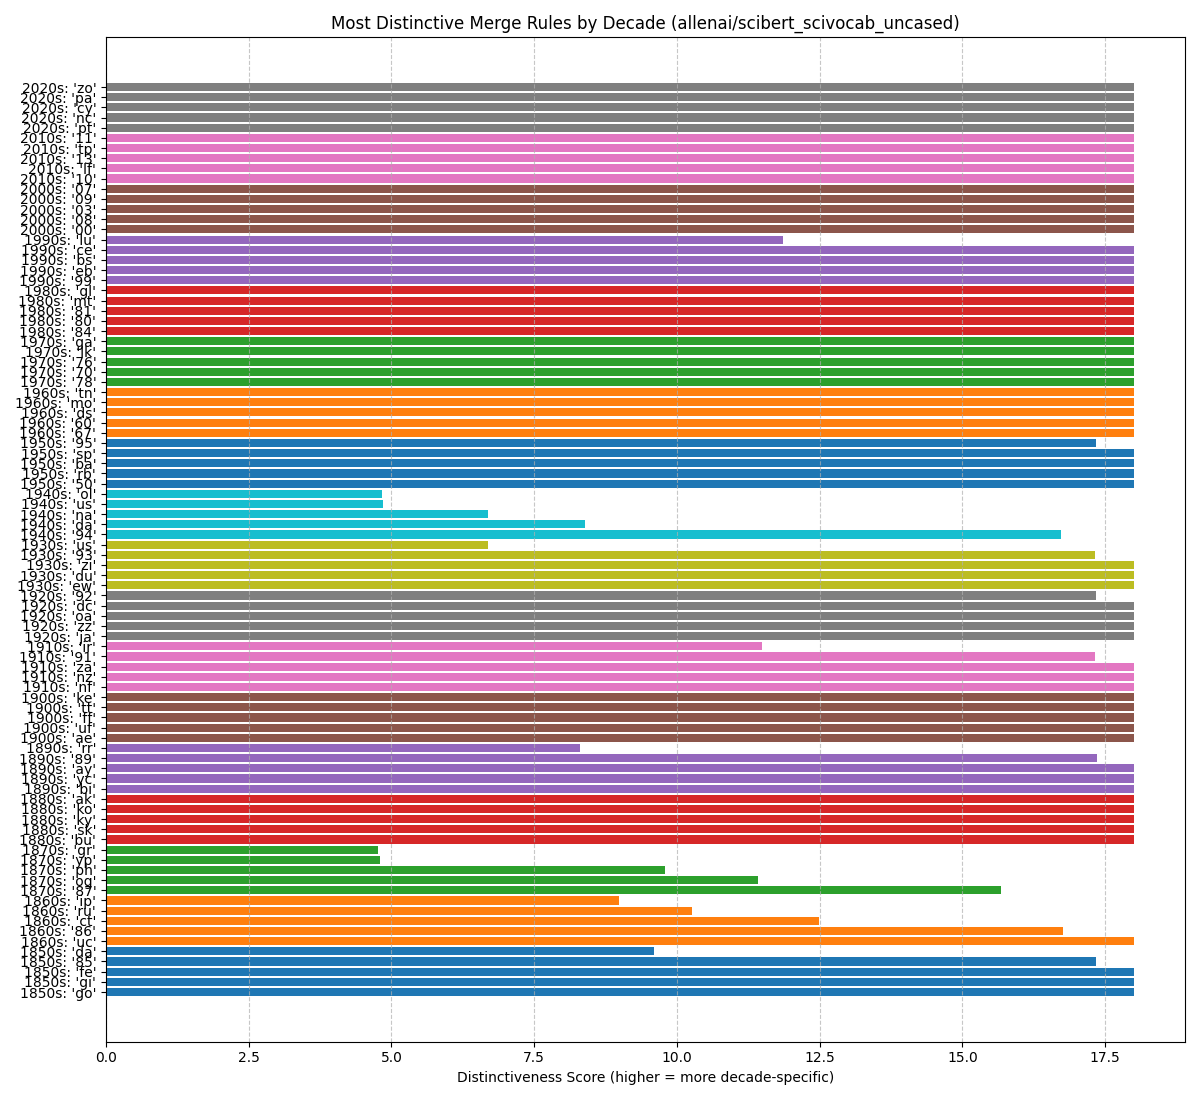 Most Distinctive Merge Rules by Decade (allenai/scibert_scivocab_uncased)
2020s: 'zo'
2020s: 'pa'
2020s: 'cy'
2020s: 'nc'
2020s: 'pt'
2010s: '11'
2010s: 'tp'
2010s: '13'
2010s: '10'
2000s: '07'
2000s: '09'
2000s: '03'
2000s: '08'
2000s: '00'
1990s: 'lu'
1990s: 'ce'
1990s: 'bs'
1990s: 'eb'
1990s: '99'
1980s: 'gl'
1980s: 'mt'
1980s: '81'
1980s: '80'
1980s: '84'
1970s: 'ga'
1970s: 'lk'
1970s: '76'
1970s: '70'
1970s: '78'
1960s: 'tn'
1960s: 'mo'
1960s: 'ds'
1960s: '60'
1960s: '67'
1950s: '95'
1950s: 'sp'
1950s: 'ba'
1950s: 'rb'
1950s: '50'
1940s: 'ol'
1940s: 'us'
1940s: 'na'
1940s: 'da'
1940s: '94'
1930s: 'us'
1930s: '93'
1930s: 'zi'
1930s: 'du'
1930s: 'ew'
1920s: '92'
1920s: 'dc'
1920s: 'oa'
1920s: 'zz'
1920s: 'ja'
1910s: 'jr'
1910s: '91'
1910s: 'za'
1910s: 'nz'
1910s: 'nf'
1900s: 'ke'
1900s: 'tt'
1900s: 'ff'
1900s: 'uf'
1900s: 'ae'
1890s: 'rr'
1890s: '89'
1890s: 'ay'
1890s: 'yc'
1890s: 'bi'
1880s: 'ak'
1880s: 'ko'
1880s: 'ky'
1880s: 'sk'
1880s: 'bu'
1870s: 'gr'
1870s: 'yp'
1870s: 'ph'
1870s: 'og'
1870s: '87'
1860s: 'ip'
1860s: 'ru'
1860s: 'ct'
1860s: '86'
1860s: 'uc'
1850s: 'da'
1850s: '85'
1850s: 'fe'
1850s: 'gi'
1850s: 'go'
0.0 2.5 5.0 7.5 10.0 12.5 15.0 17.5
Distinctiveness Score (higher = more decade-specific)